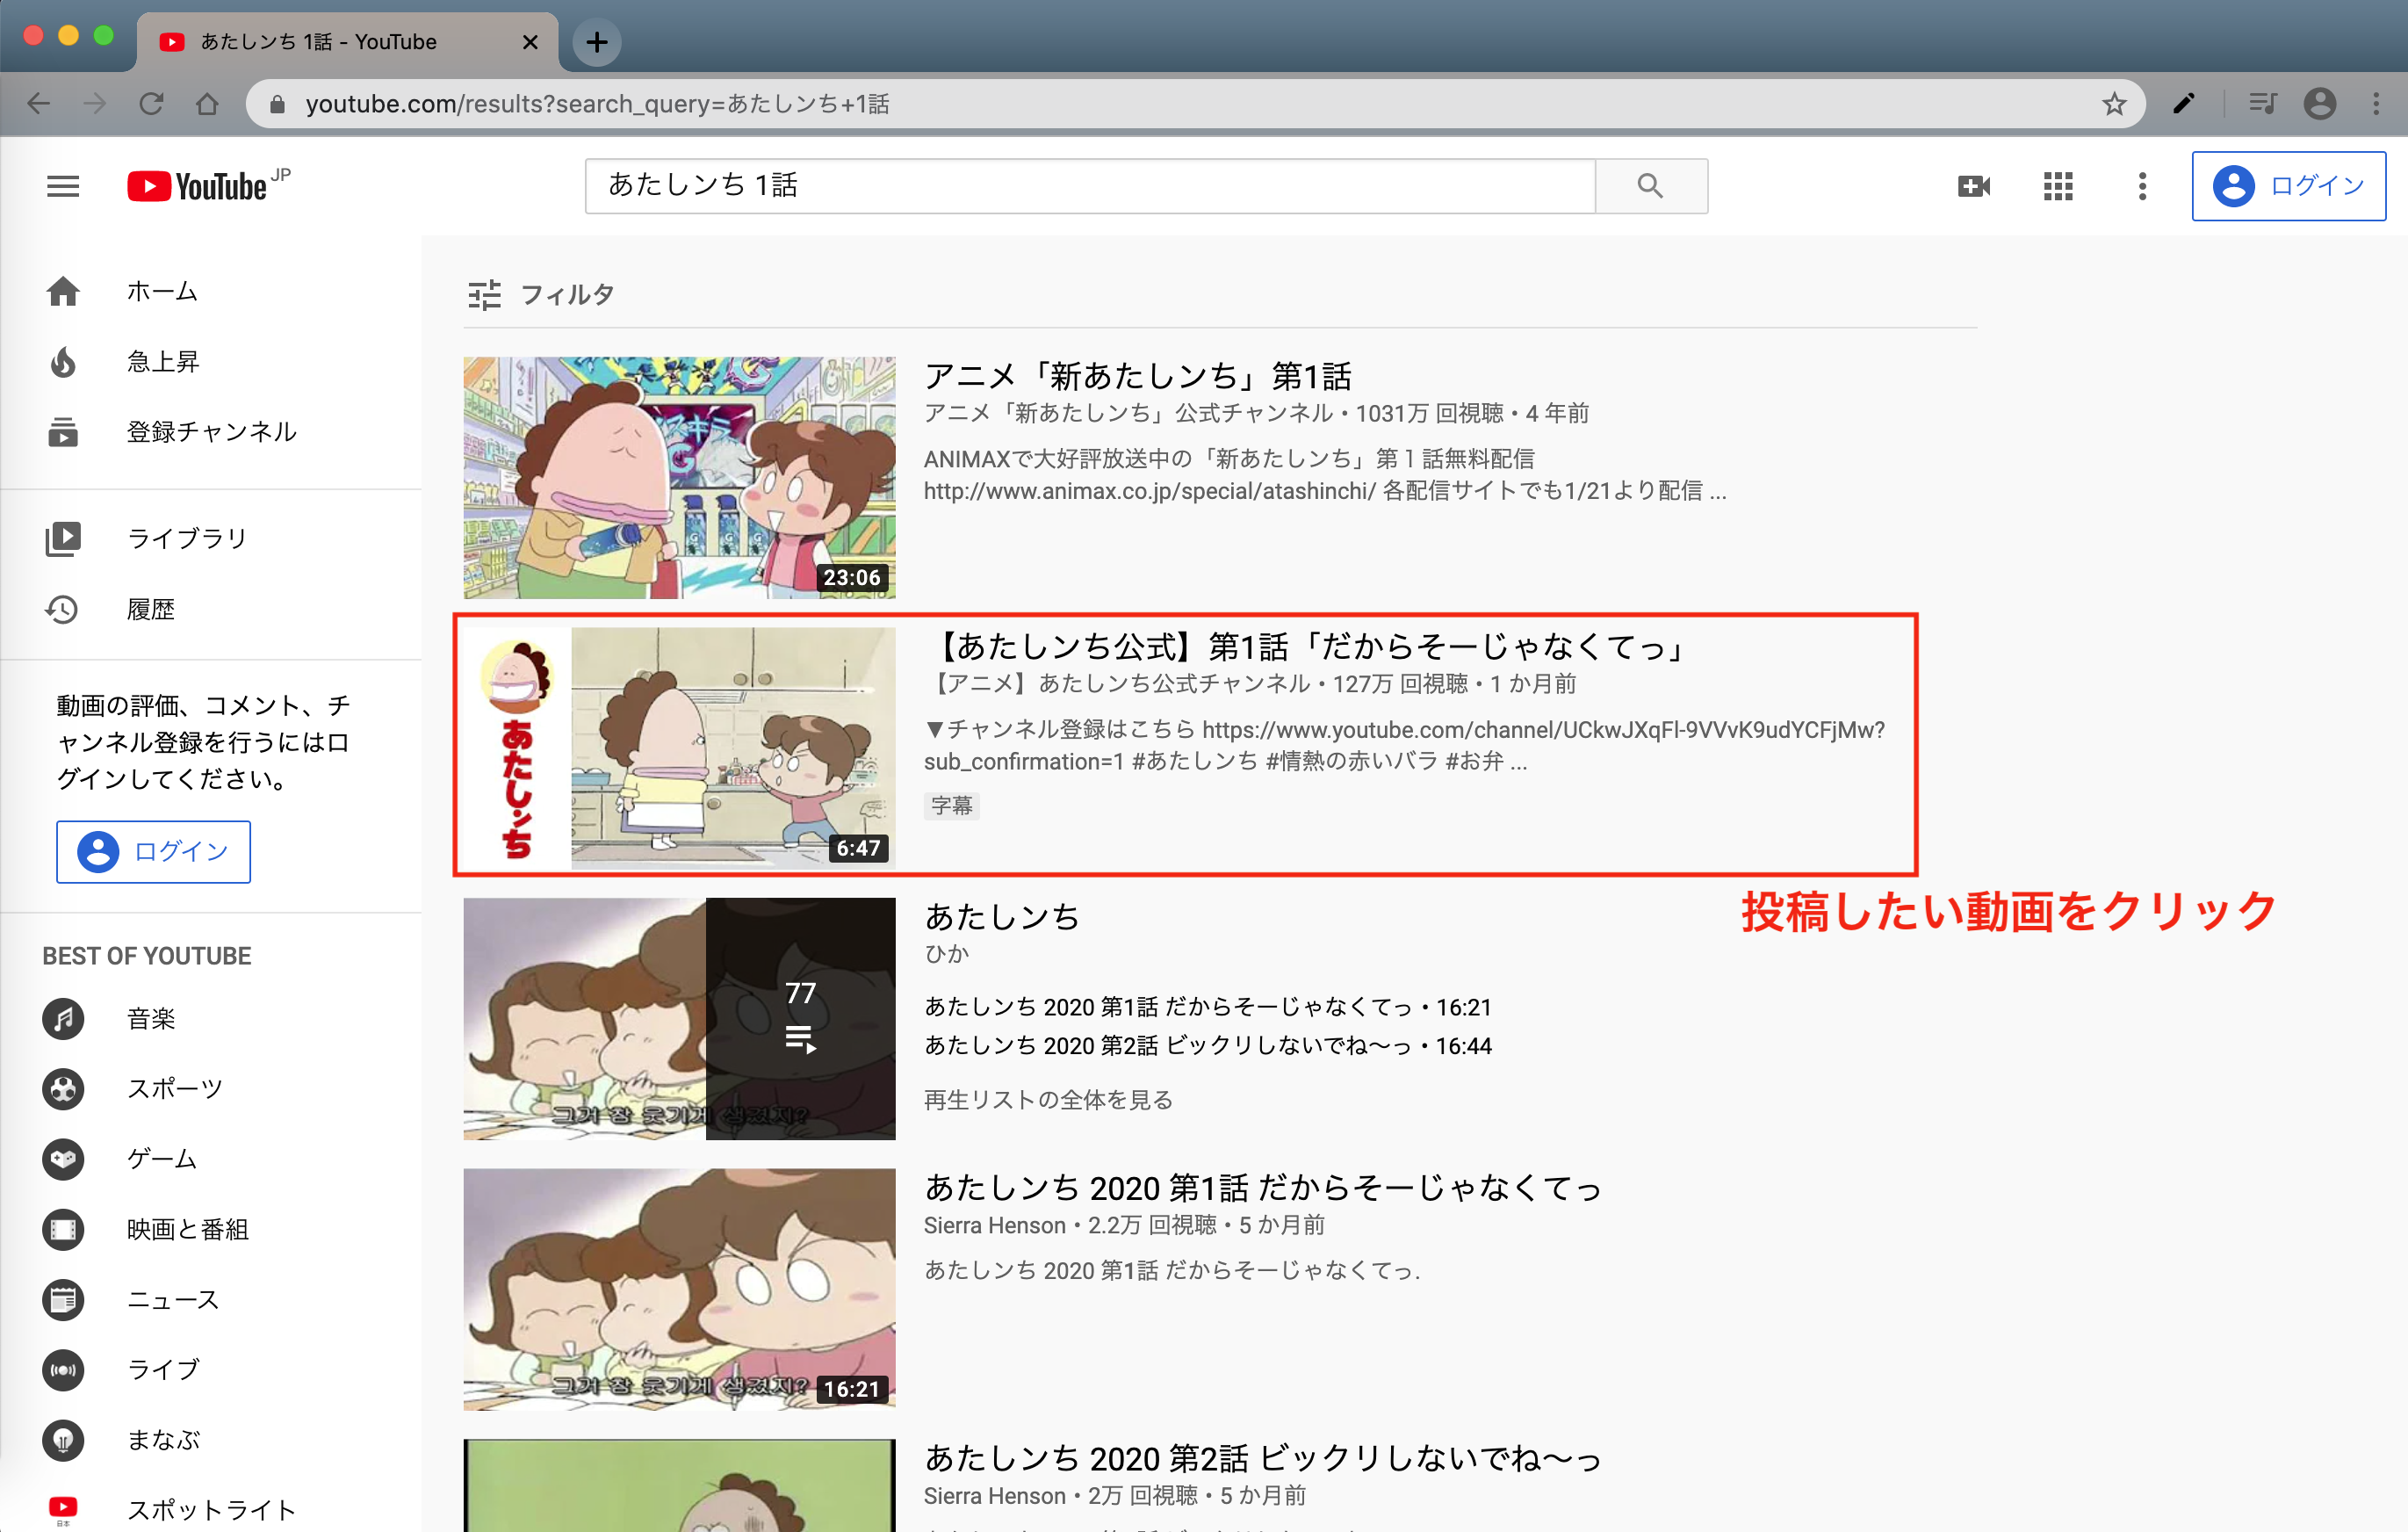 あたしンち 1話 - YouTube
youtube.com/results?search_query=あたしンち+1話
YouTube JP
あたしンち 1話
ログイン
ホーム
急上昇
登録チャンネル
ライブラリ
履歴
動画の評価、コメント、チ
ャンネル登録を行うにはロ
グインしてください。
ログイン
BEST OF YOUTUBE
音楽
スポーツ
ゲーム
映画と番組
ニュース
ライブ
まなぶ
日本
スポットライト
フィルタ
G
G
23:06
アニメ「新あたしンち」第1話
アニメ「新あたしンち」公式チャンネル・1031万 回視聴・4 年前
ANIMAXで大好評放送中の「新あたしンち」第１話無料配信
http://www.animax.co.jp/special/atashinchi/ 各配信サイトでも1/21より配信 ...
あたしンち
6:47
【あたしンち公式】第1話「だからそーじゃなくてっ」
【アニメ】あたしンち公式チャンネル・127万 回視聴・1 か月前
▼チャンネル登録はこちら https://www.youtube.com/channel/UCkwJXqFl-9VVvK9udYCFjMw?
sub_confirmation=1 #あたしンち #情熱の赤いバラ #お弁 ...
字幕
投稿したい動画をクリック
77
그거 참 웃기게 생겼지?
あたしンち
ひか
あたしンち 2020 第1話 だからそーじゃなくてっ・16:21
あたしンち 2020 第2話 ビックリしないでね〜っ・16:44
再生リストの全体を見る
그거 참 웃기게 생겼지?
16:21
あたしンち 2020 第1話 だからそーじゃなくてっ
Sierra Henson・2.2万 回視聴・5 か月前
あたしンち 2020 第1話 だからそーじゃなくてっ.
あたしンち 2020 第2話 ビックリしないでね〜っ
Sierra Henson・2万 回視聴・5 か月前